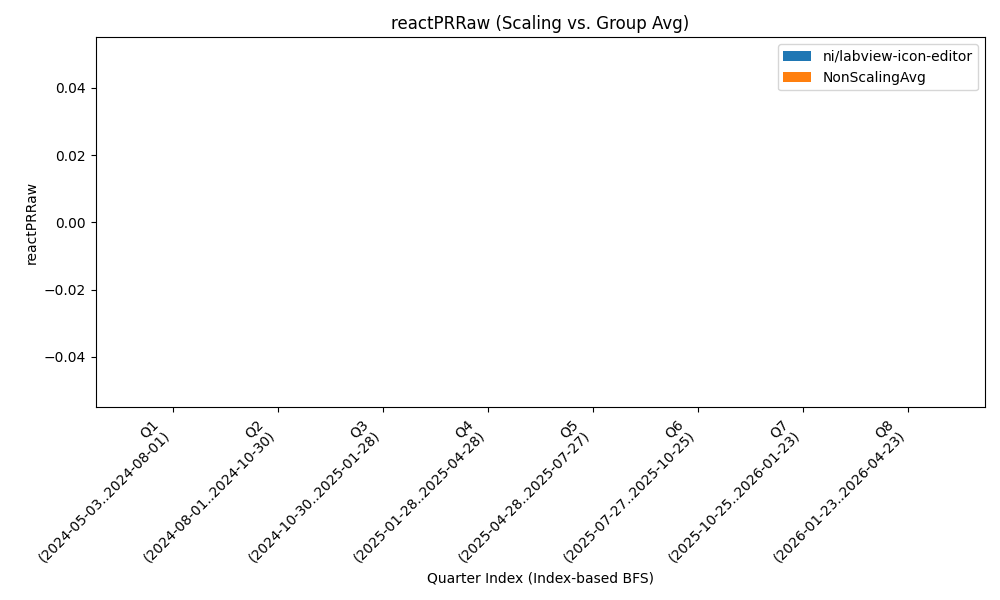 reactPRRaw (Scaling vs. Group Avg)
ni/labview-icon-editor
NonScalingAvg
0.04
0.02
0.00
−0.02
−0.04
reactPRRaw
Q1
(2024-05-03..2024-08-01)
Q2
(2024-08-01..2024-10-30)
Q3
(2024-10-30..2025-01-28)
Q4
(2025-01-28..2025-04-28)
Q5
(2025-04-28..2025-07-27)
Q6
(2025-07-27..2025-10-25)
Q7
(2025-10-25..2026-01-23)
Q8
(2026-01-23..2026-04-23)
Quarter Index (Index-based BFS)